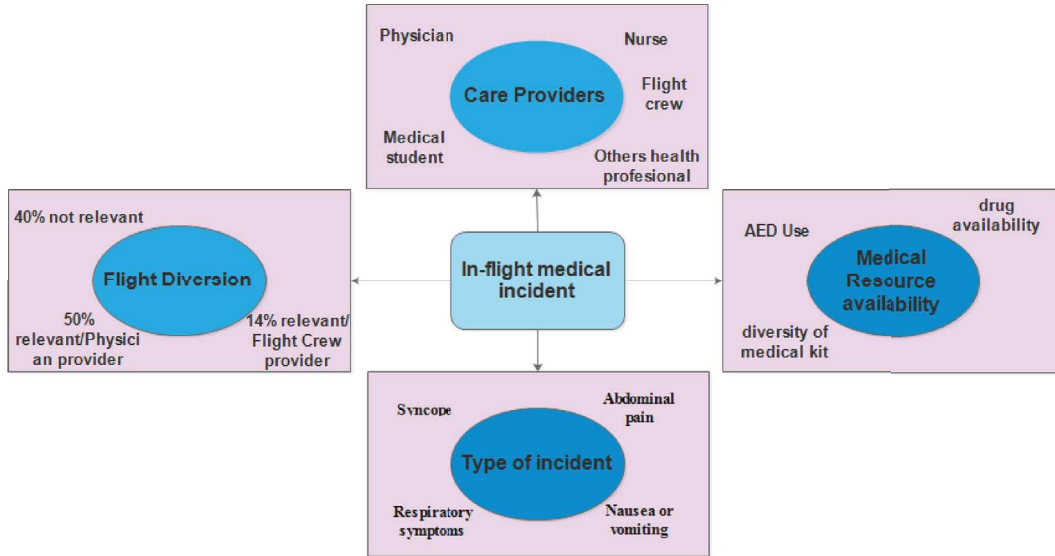 Physician
Nurse
Care Providers
Flight
crew
Medical
student
Others health
profesional
40% not relevant
Flight Diversion
50%
relevant/Physici
an provider
14% relevant/
Flight Crew
provider
In-flight medical
incident
AED Use
drug
availability
Medical
Resource
availability
diversity of
medical kit
Syncope
Abdominal
pain
Type of incident
Respiratory
symptoms
Nausea or
vomiting